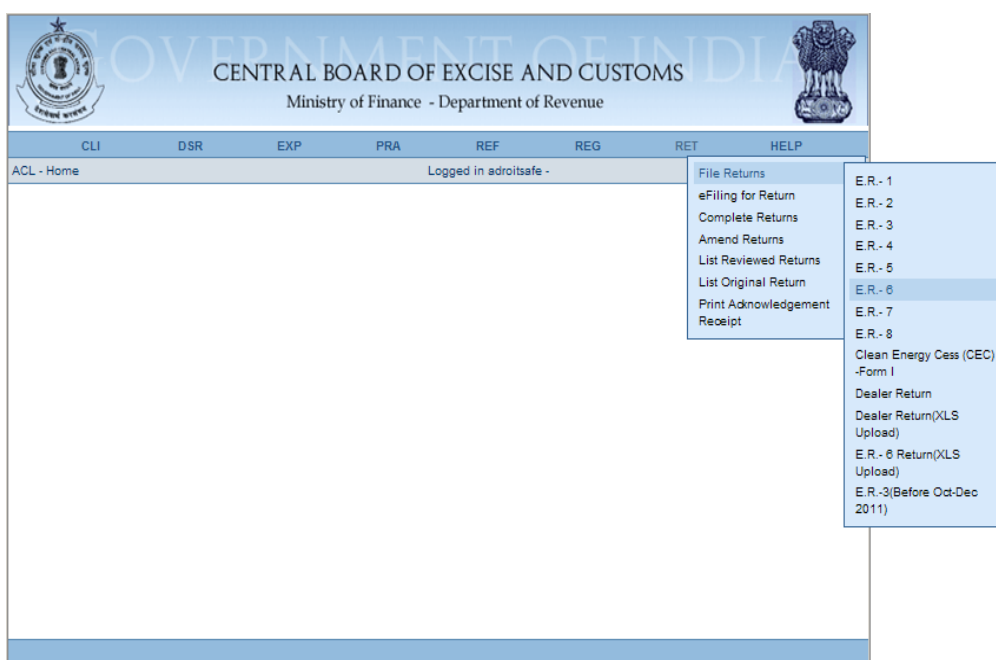 GOVERNMENT OF INDIA
CENTRAL BOARD OF EXCISE AND CUSTOMS
Ministry of Finance - Department of Revenue
CLI DSR EXP PRA REF REG RET HELP
ACL - Home Logged in adroitsafe -
File Returns
eFiling for Return
Complete Returns
Amend Returns
List Reviewed Returns
List Original Return
Print Adknowledgement
Receipt
E.R.- 1
E.R.- 2
E.R.- 3
E.R.- 4
E.R.- 5
E.R.- 6
E.R.- 7
E.R.- 8
Clean Energy Cess (CEC)
-Form I
Dealer Return
Dealer Return(XLS
Upload)
E.R.- 6 Return(XLS
Upload)
E.R.-3(Before Oct-Dec
2011)